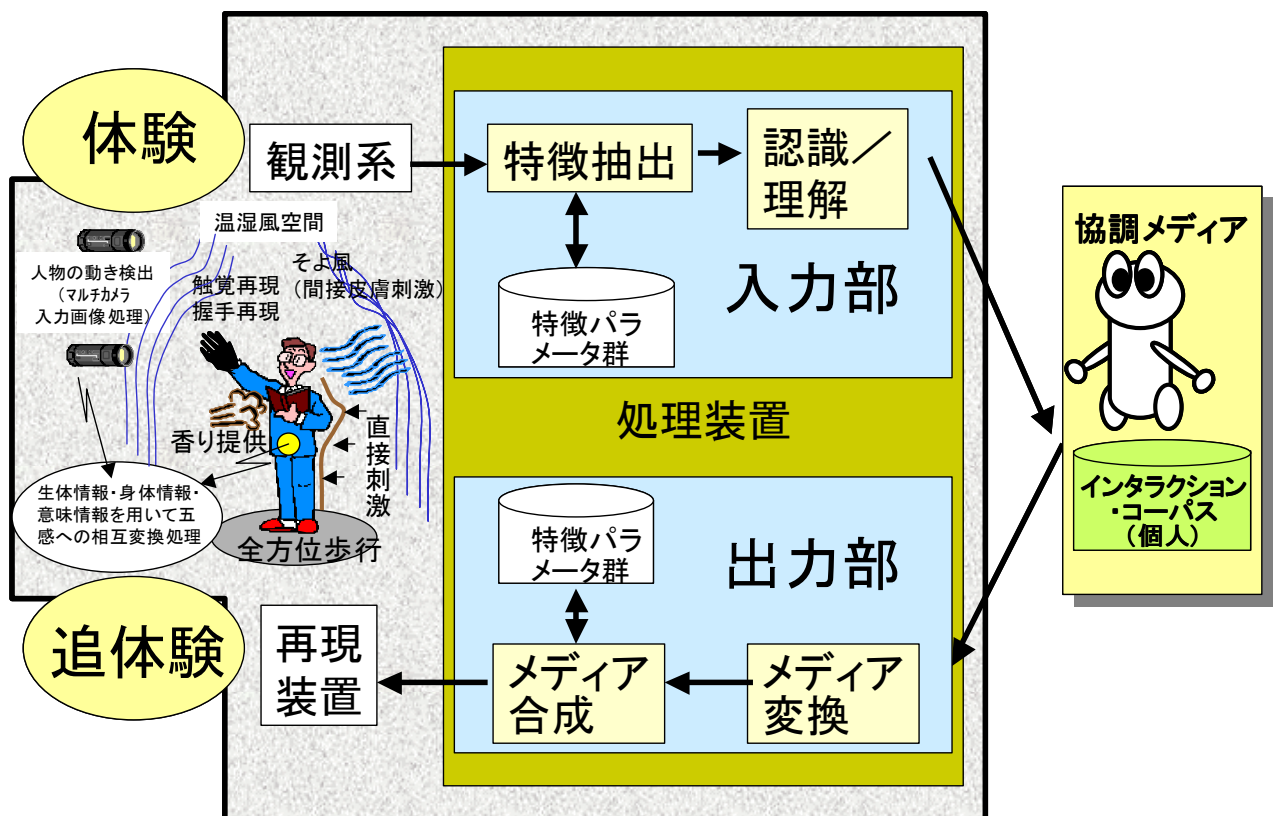 体験
観測系
特徴抽出
認識／
理解
温湿風空間
人物の動き検出
（マルチカメラ
入力画像処理）
触覚再現
握手再現
そよ風
（間接皮膚刺激）
特徴パラ
メータ群
入力部
協調メディア
処理装置
香り提供
直接刺激
生体情報・身体情報・
意味情報を用いて五
感への相互変換処理
全方位歩行
インタラクション
・コーパス
（個人）
特徴パラ
メータ群
出力部
追体験
再現
装置
メディア
合成
メディア
変換